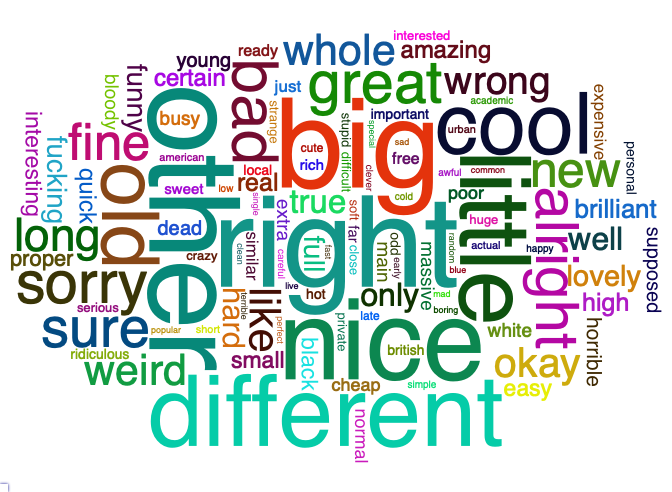 interested
ready
whole
amazing
young
certain
funny
bad
just
great
wrong
bloody
strange
academic
important
expensive
busy
other
big
cool
urban
stupid
special
sad
interesting
fucking
fine
cute
rich
difficult
free
personal
american
local
clever
awful
common
little
new
quick
old
sweet
low
real
single
true
cold
poor
alright
brilliant
extra
soft
far
close
huge
long
dead
right
random
actual
happy
well
supposed
proper
crazy
similar
clean
careful
full
fast
main
odd
early
massive
blue
lovely
sorry
live
hot
only
mad
boring
high
serious
hard
terrible
like
perfect
private
late
sure
popular
short
nice
white
horrible
ridiculous
weird
small
black
british
okay
cheap
simple
easy
different
normal